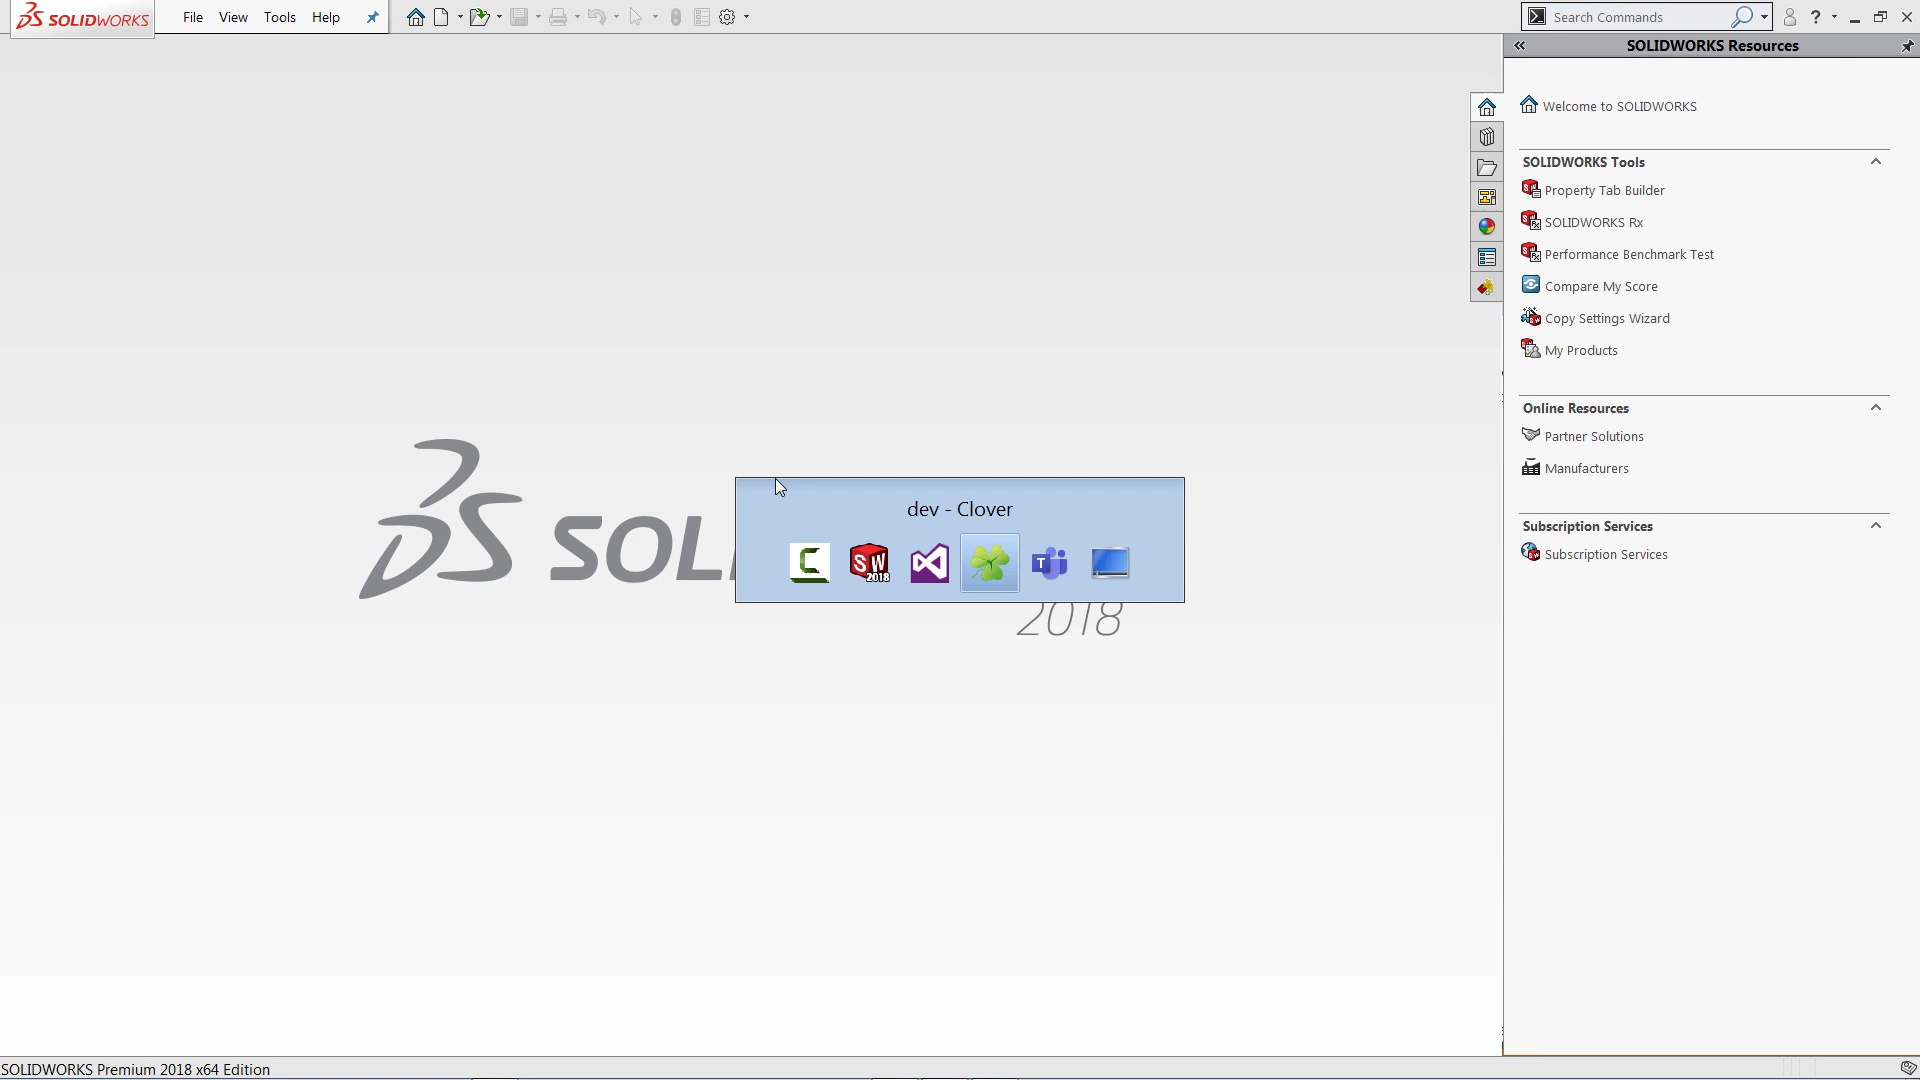 SOLIDWORKS
File View Tools Help
Search Commands
?
SOLIDWORKS Resources
Welcome to SOLIDWORKS
SOLIDWORKS Tools
Property Tab Builder
SOLIDWORKS Rx
Performance Benchmark Test
Compare My Score
Copy Settings Wizard
My Products
Online Resources
Partner Solutions
Manufacturers
Subscription Services
Subscription Services
dev - Clover
SOL
C SW 2018 T
2018
SOLIDWORKS Premium 2018 x64 Edition